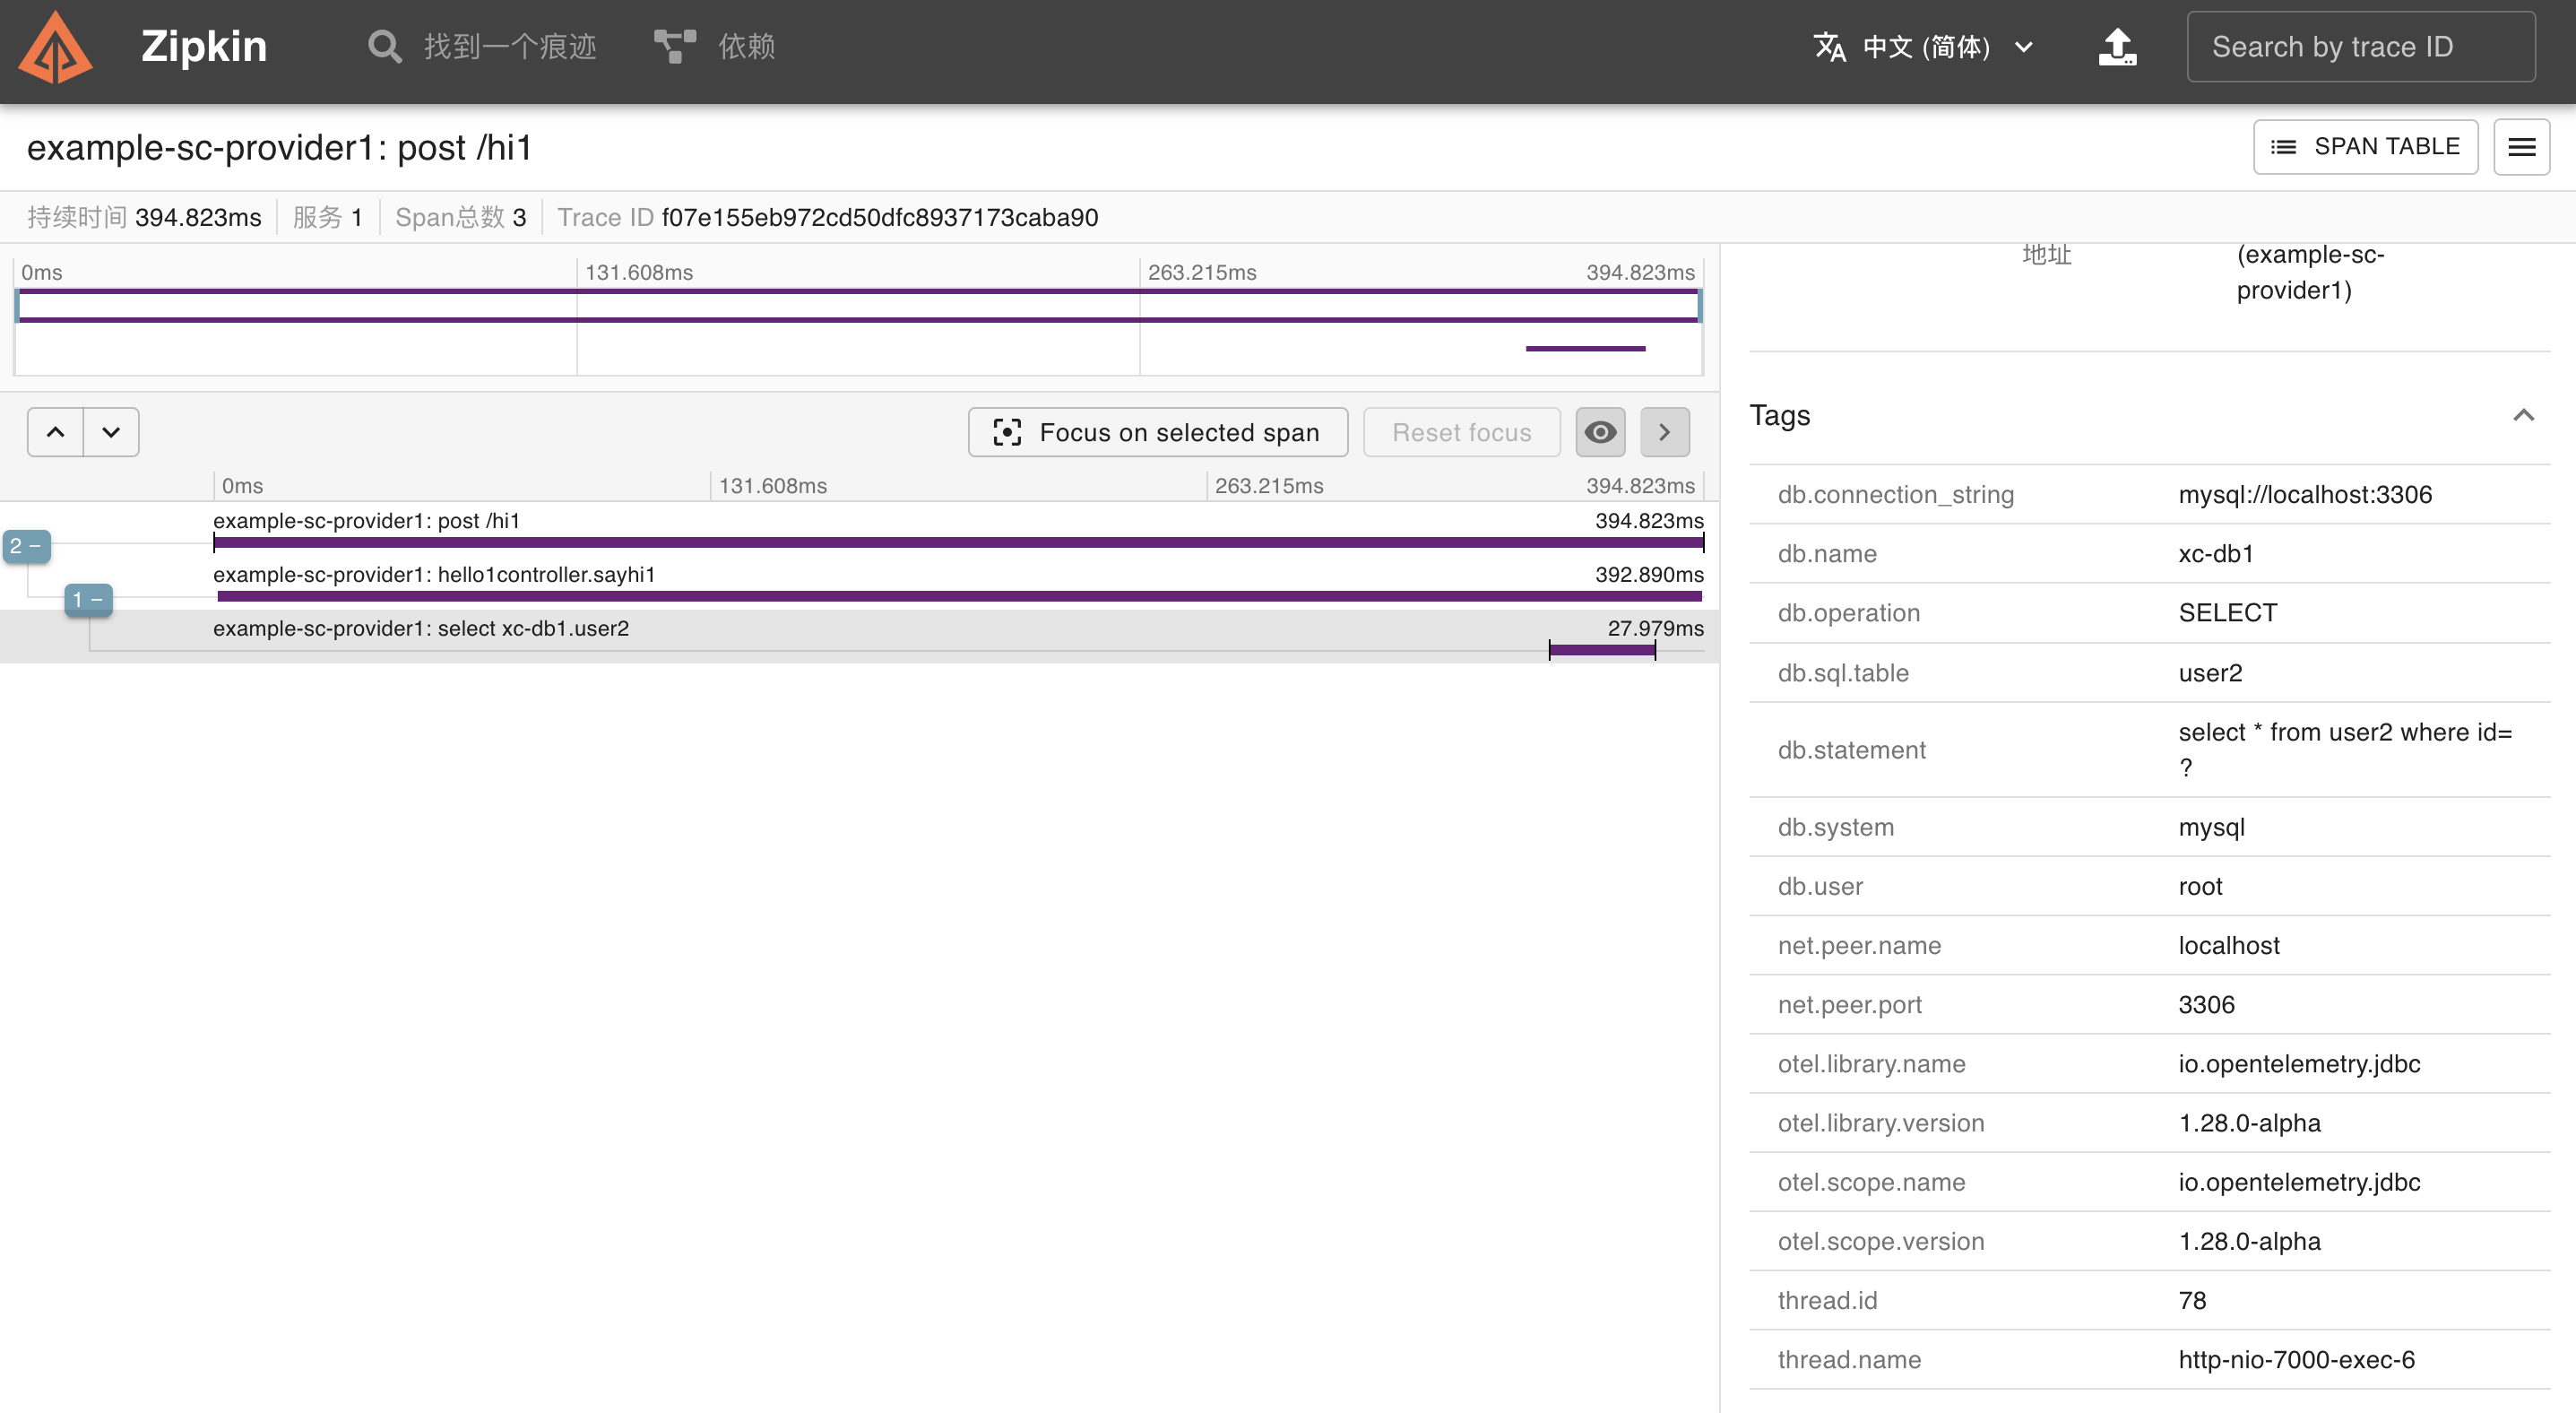 Zipkin
找到一个痕迹
依赖
中文 (简体)
Search by trace ID
example-sc-provider1: post /hi1
SPAN TABLE
持续时间 394.823ms
服务 1
Span总数 3
Trace ID f07e155eb972cd50dfc8937173caba90
0ms
131.608ms
263.215ms
394.823ms
Focus on selected span
Reset focus
0ms
131.608ms
263.215ms
394.823ms
example-sc-provider1: post /hi1
394.823ms
2 −
example-sc-provider1: hello1controller.sayhi1
392.890ms
1 −
example-sc-provider1: select xc-db1.user2
27.979ms
地址
(example-sc-
provider1)
Tags
db.connection_string
mysql://localhost:3306
db.name
xc-db1
db.operation
SELECT
db.sql.table
user2
db.statement
select * from user2 where id=
?
db.system
mysql
db.user
root
net.peer.name
localhost
net.peer.port
3306
otel.library.name
io.opentelemetry.jdbc
otel.library.version
1.28.0-alpha
otel.scope.name
io.opentelemetry.jdbc
otel.scope.version
1.28.0-alpha
thread.id
78
thread.name
http-nio-7000-exec-6